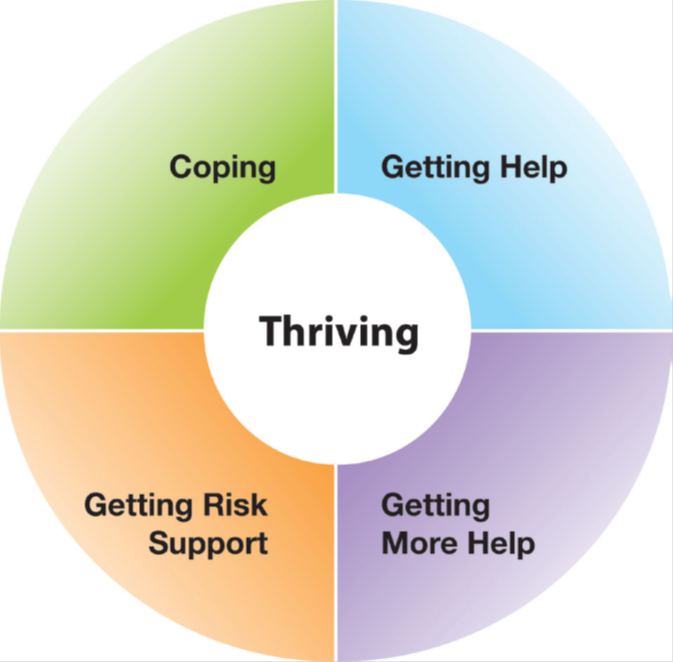 Coping
Getting Help
Thriving
Getting Risk
Support
Getting
More Help